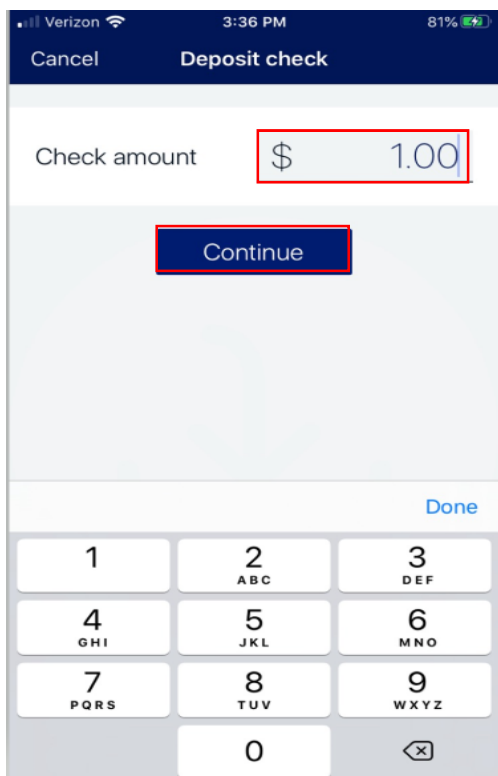 Verizon 3:36 PM 81%
Cancel Deposit check
Check amount $ 1.00
Continue
Done
1 2 3
ABC DEF
4 5 6
GHI JKL MNO
7 8 9
PQRS TUV WXYZ
0